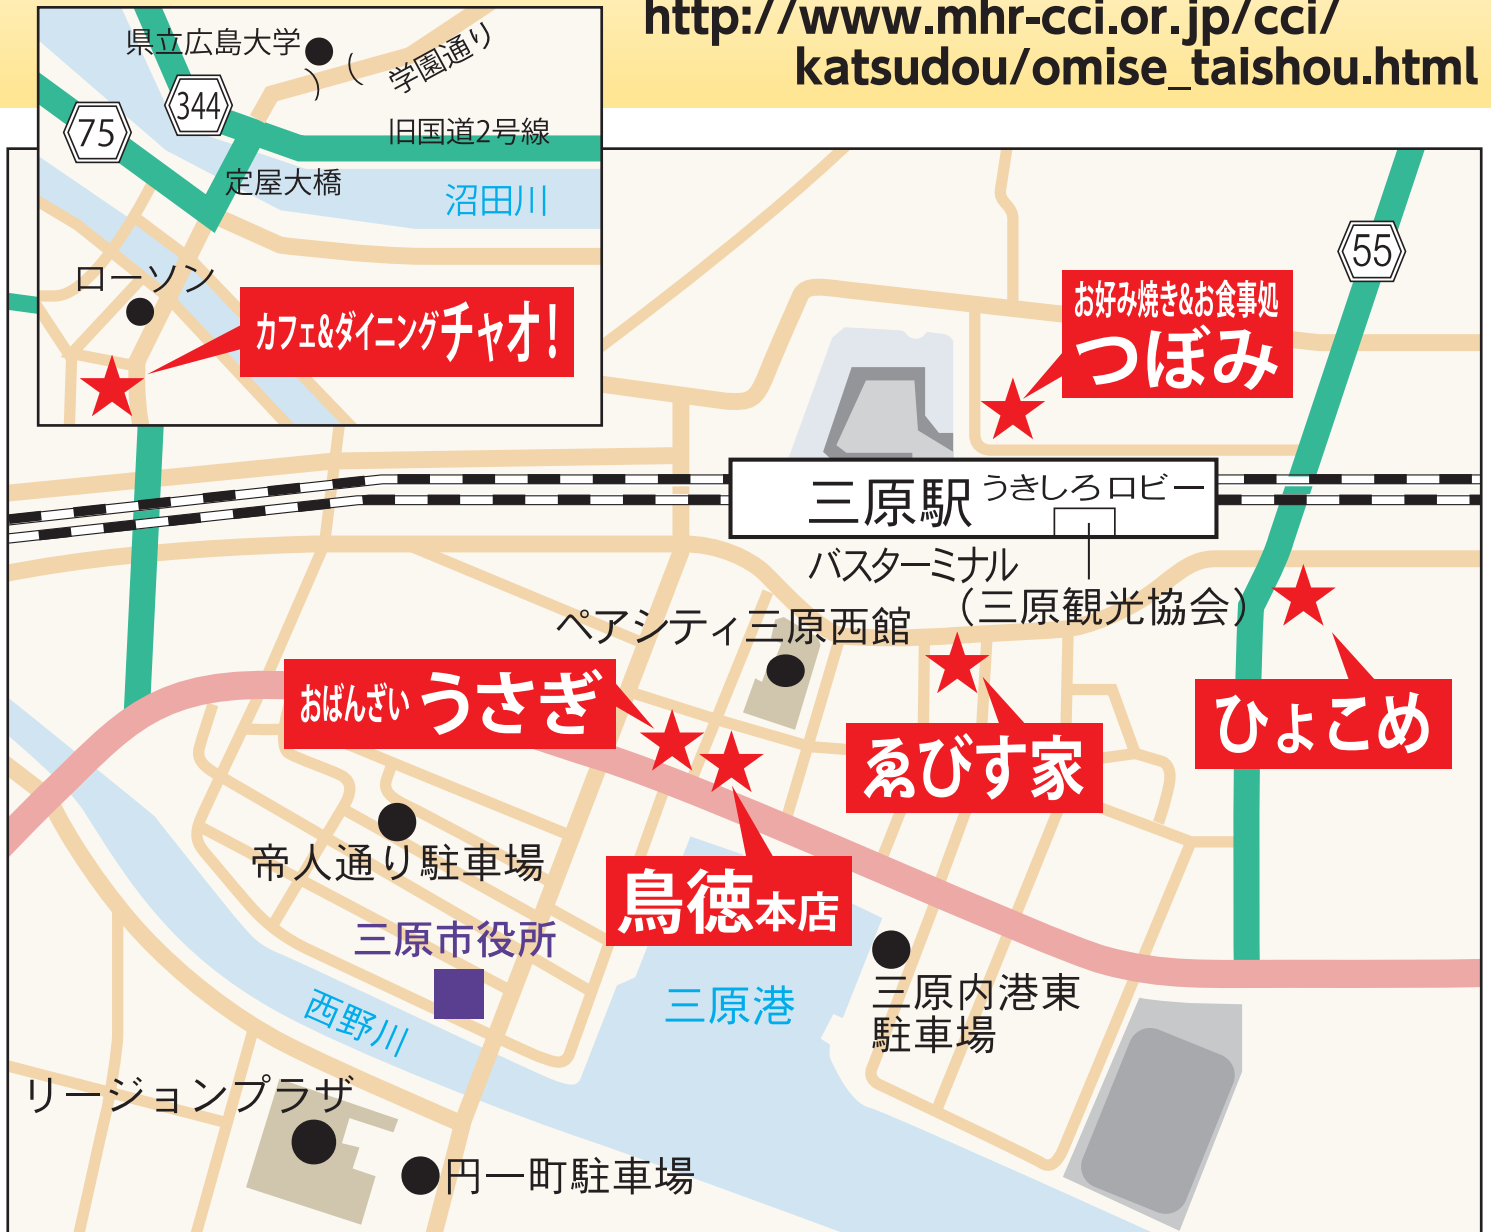 http://www.mhr-cci.or.jp/cci/
katsudou/omise_taishou.html
県立広島大学
学園通り
344
75
旧国道2号線
定屋大橋
沼田川
ローソン
カフェ&ダイニングチャオ!
55
お好み焼き&お食事処
つぼみ
三原駅
うきしろロビー
バスターミナル
(三原観光協会)
ペアシティ三原西館
おばんざい うさぎ
ゑびす家
ひょこめ
帝人通り駐車場
鳥徳本店
三原市役所
西野川
三原港
三原内港東
駐車場
リージョンプラザ
円一町駐車場